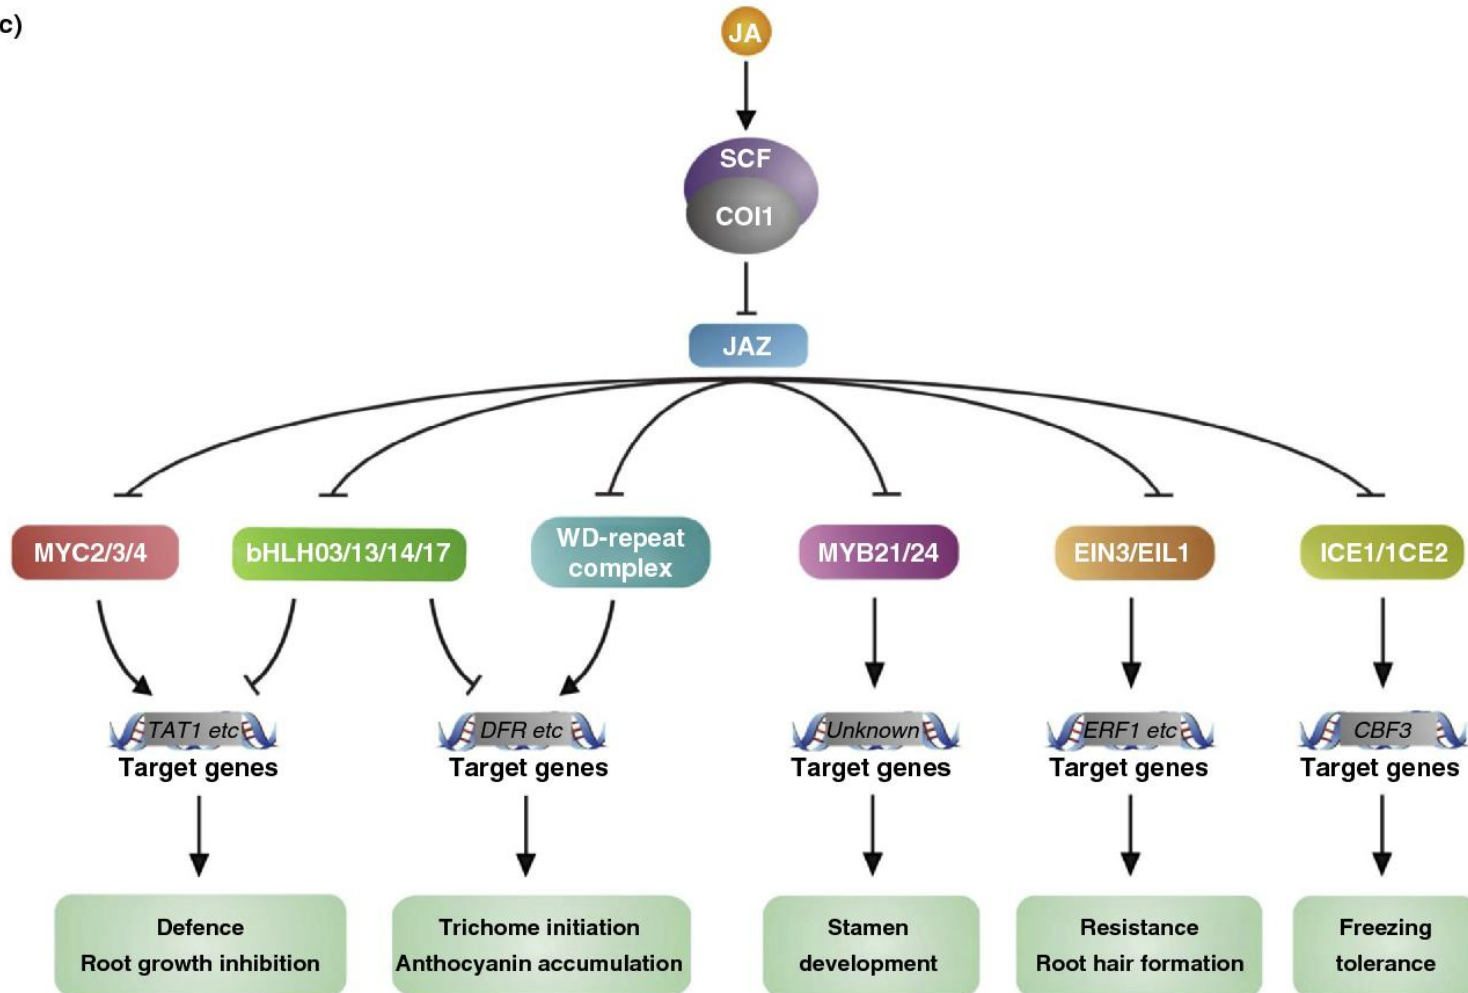 c)
JA
SCF
COI1
JAZ
MYC2/3/4
bHLH03/13/14/17
WD-repeat
complex
MYB21/24
EIN3/EIL1
ICE1/1CE2
TAT1 etc
DFR etc
Unknown
ERF1 etc
CBF3
Target genes
Target genes
Target genes
Target genes
Target genes
Defence
Root growth inhibition
Trichome initiation
Anthocyanin accumulation
Stamen
development
Resistance
Root hair formation
Freezing
tolerance